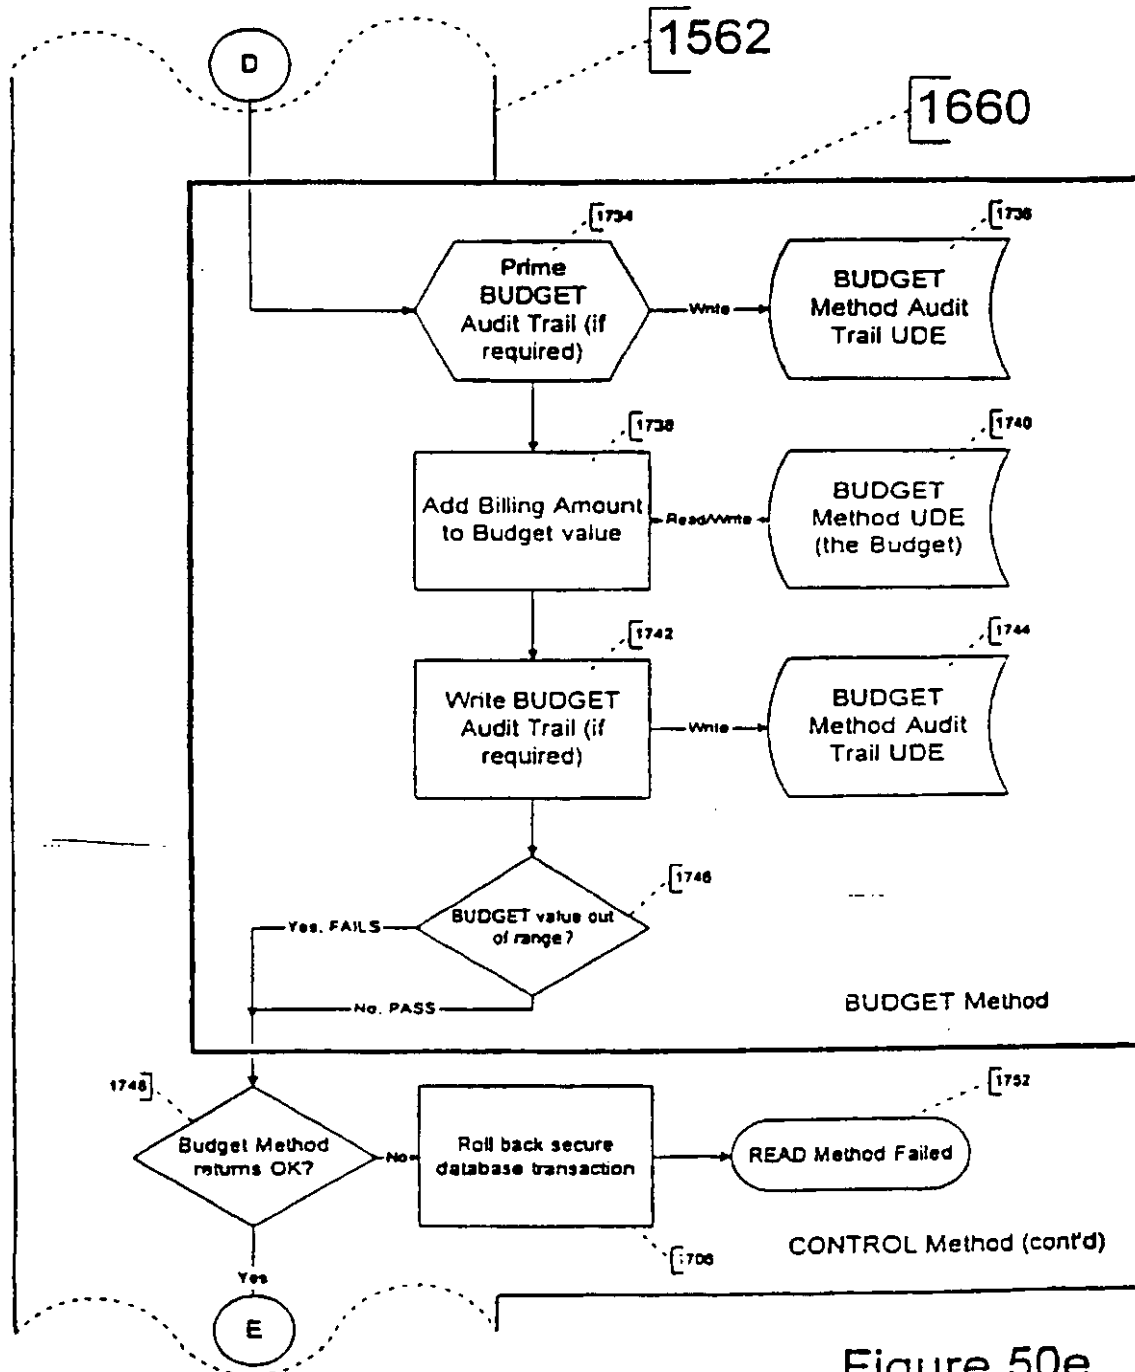 D
1562
1660
1734
Prime
BUDGET
Audit Trail (if
required)
Write
1736
BUDGET
Method Audit
Trail UDE
1738
Add Billing Amount
to Budget value
Read/Write
1740
BUDGET
Method UDE
(the Budget)
1742
Write BUDGET
Audit Trail (if
required)
Write
1744
BUDGET
Method Audit
Trail UDE
1746
BUDGET value out
of range?
Yes, FAILS
No, PASS
BUDGET Method
1748
Budget Method
returns OK?
No
Roll back secure
database transaction
1752
READ Method Failed
Yes
CONTROL Method (cont'd)
E
Figure 50e